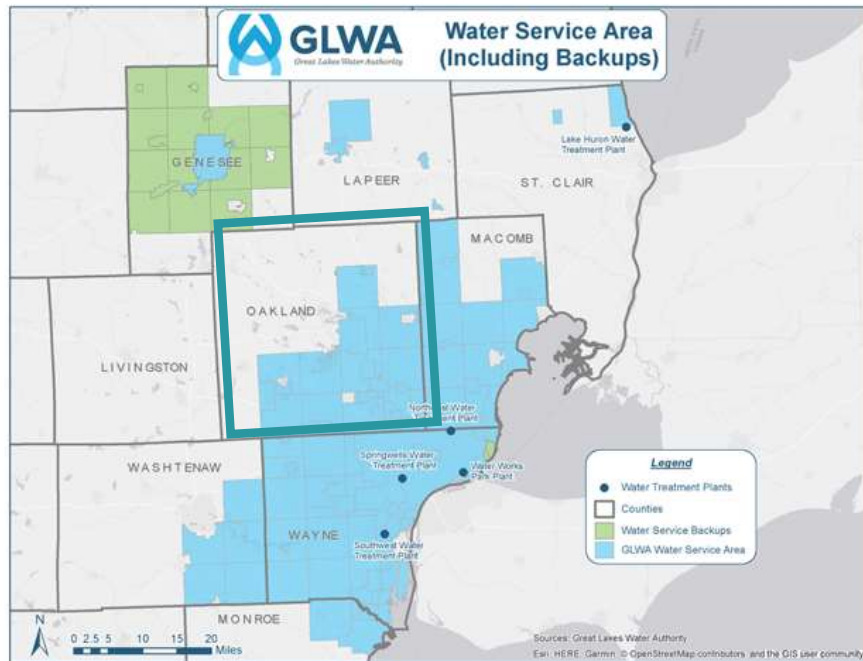 GLWA
Great Lakes Water Authority
Water Service Area
(Including Backups)
Lake Huron Water
Treatment Plant
GENESEE
LAPEER
ST. CLAIR
MACOMB
OAKLAND
LIVINGSTON
Northeast Water
Treatment Plant
Springwells Water
Treatment Plant
Water Works
Park Plant
WASHTENAW
WAYNE
Southwest Water
Treatment Plant
MONROE
Legend
Water Treatment Plants
Counties
Water Service Backups
GLWA Water Service Area
N
0 2.5 5 10 15 20
Miles
Sources: Great Lakes Water Authority
Esri, HERE, Garmin, © OpenStreetMap contributors, and the GIS user community